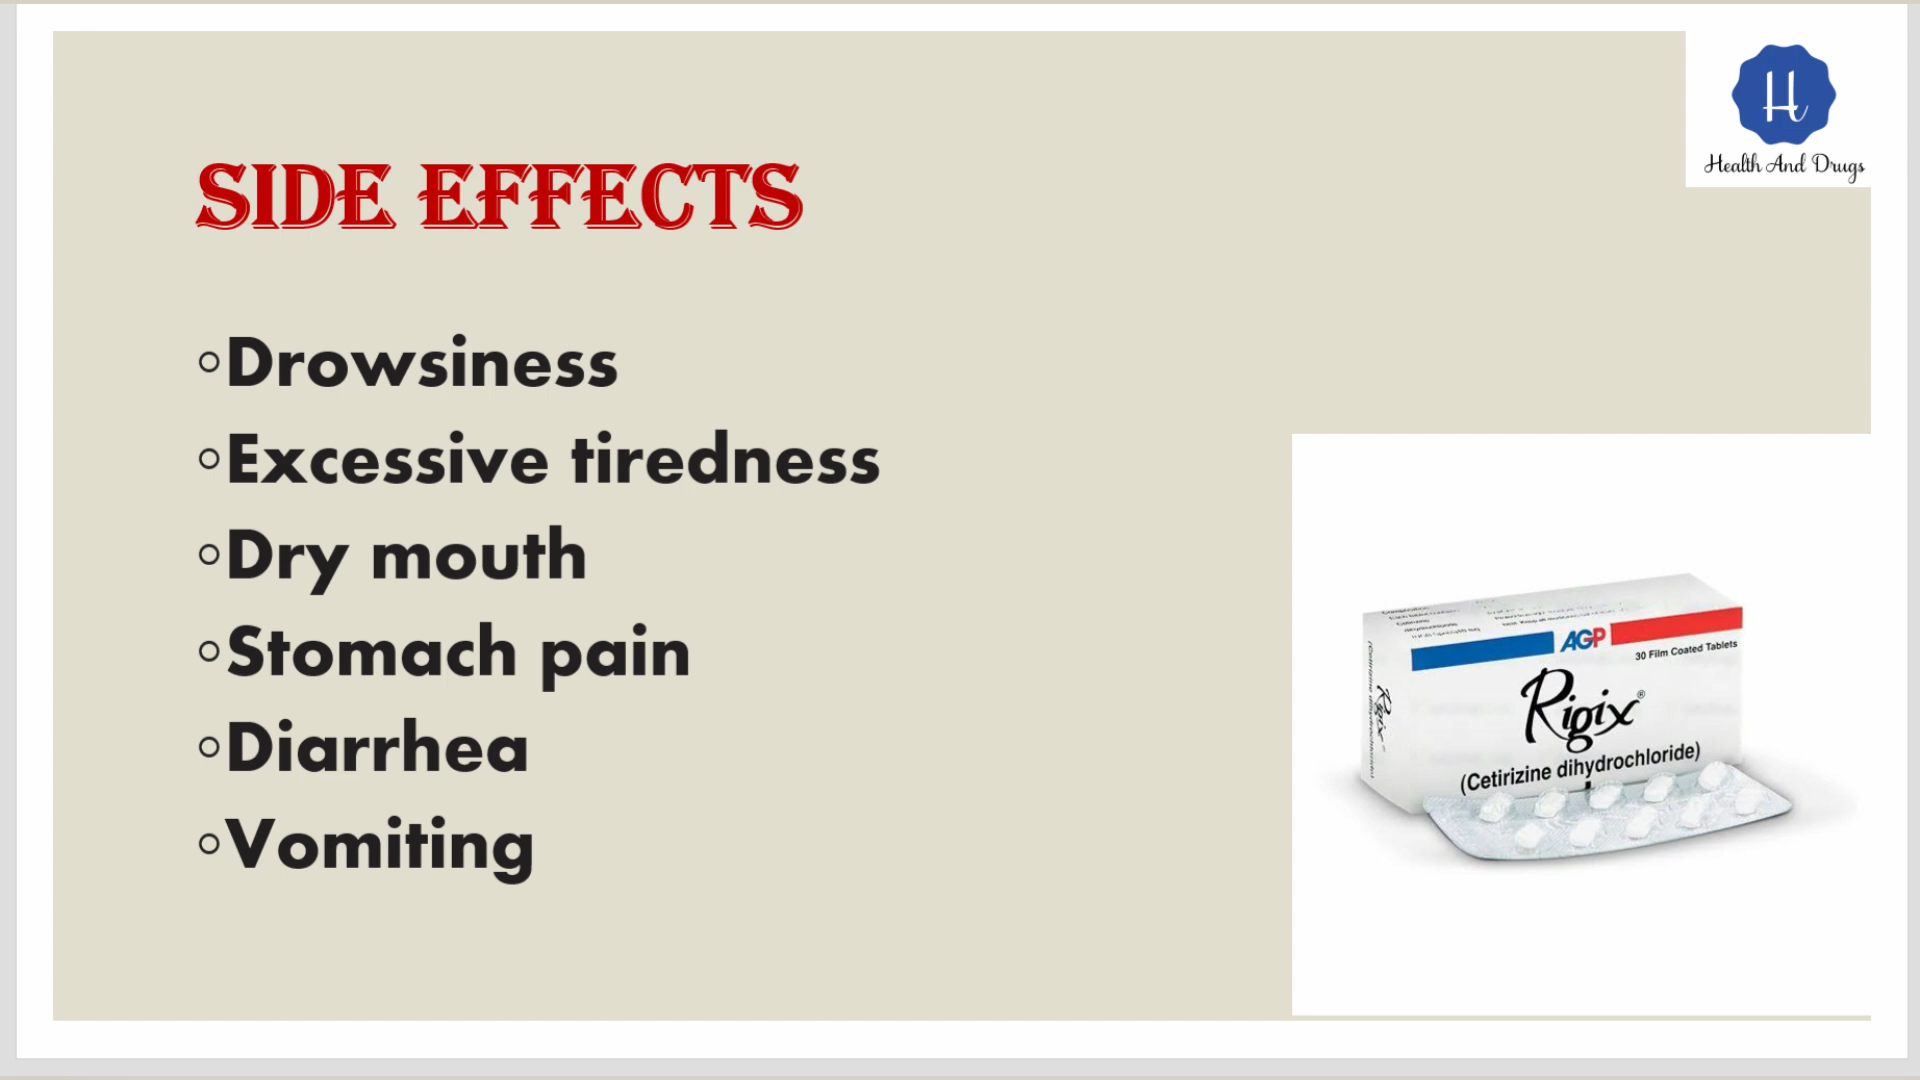 H
Health And Drugs
SIDE EFFECTS
◦Drowsiness
◦Excessive tiredness
◦Dry mouth
◦Stomach pain
◦Diarrhea
◦Vomiting
AGP
30 Film Coated Tablets
Rigix®
(Cetirizine dihydrochloride)
Rigix